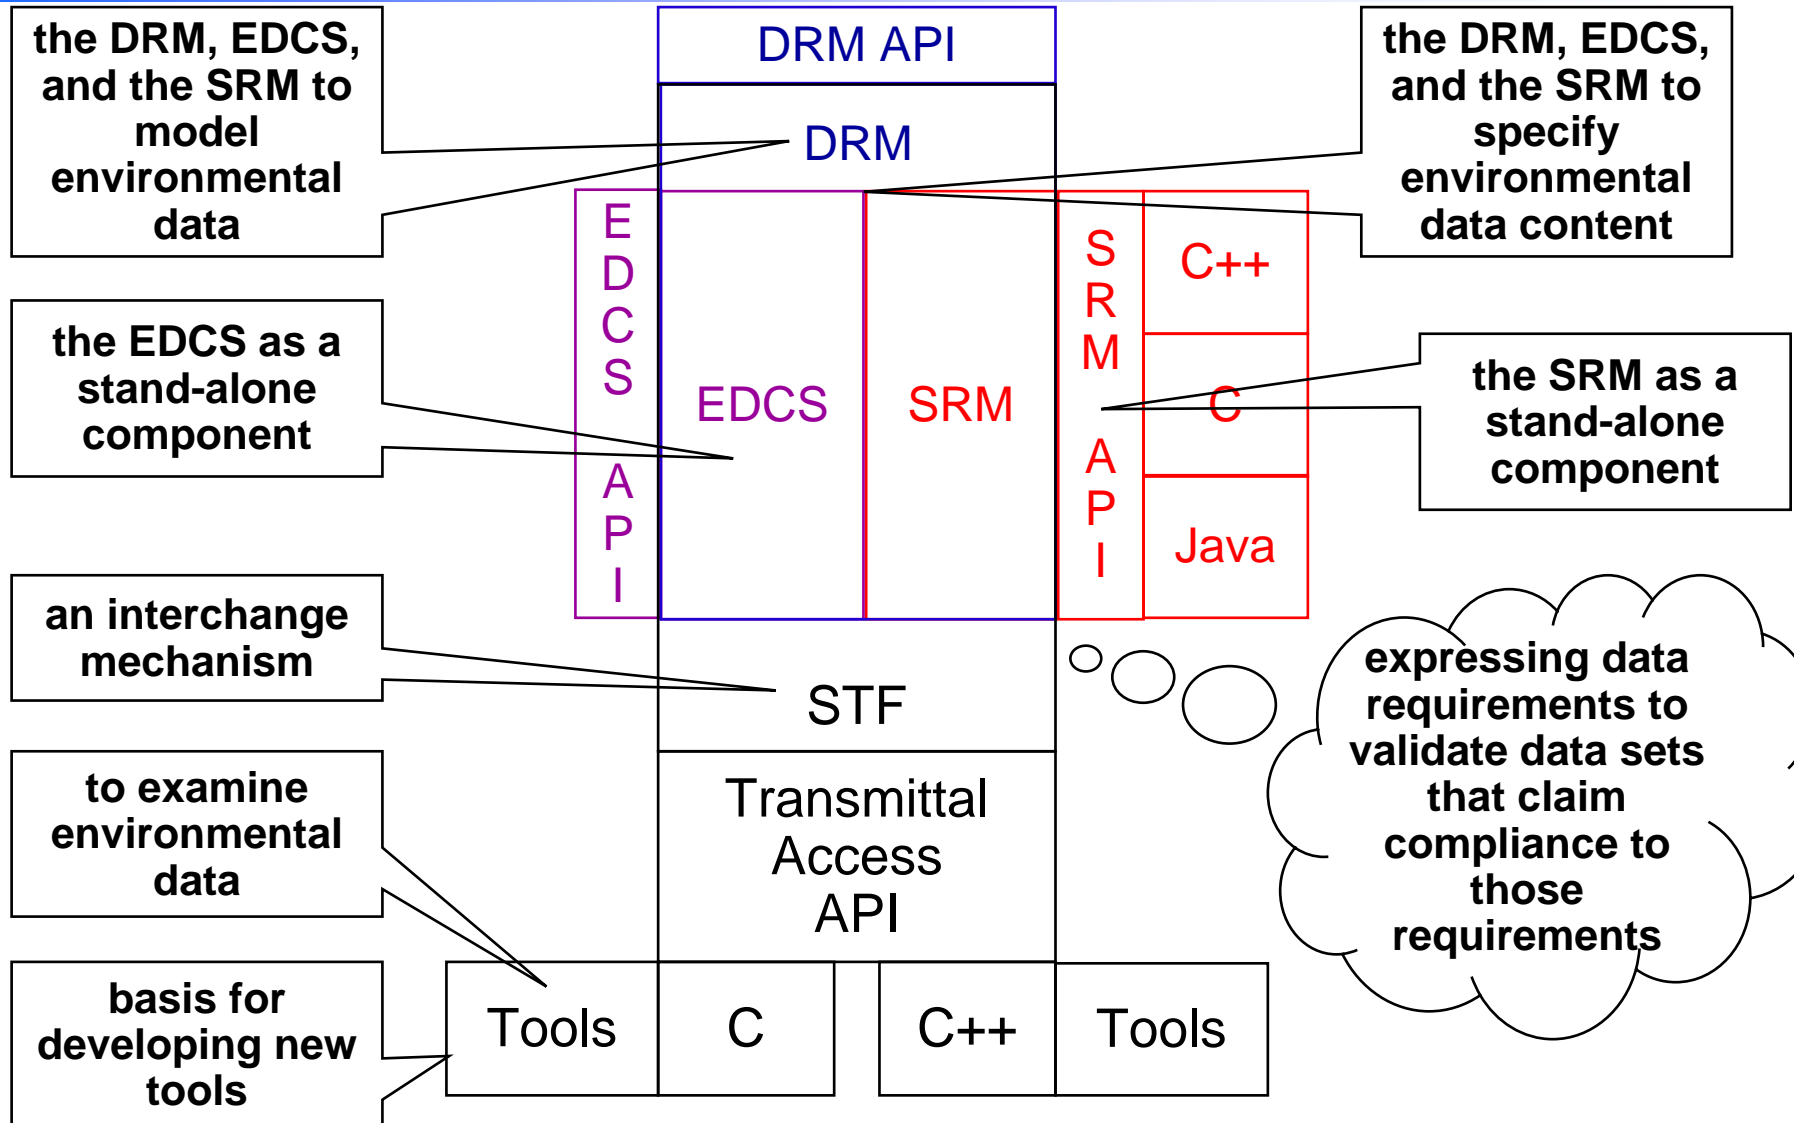 the DRM, EDCS,
and the SRM to
model
environmental
data
DRM API
DRM
the DRM, EDCS,
and the SRM to
specify
environmental
data content
the EDCS as a
stand-alone
component
E
D
C
S
A
P
I
EDCS
SRM
S
R
M
A
P
I
C++
C
Java
the SRM as a
stand-alone
component
an interchange
mechanism
STF
expressing data
requirements to
validate data sets
that claim
compliance to
those
requirements
to examine
environmental
data
Transmittal
Access
API
basis for
developing new
tools
Tools
C
C++
Tools